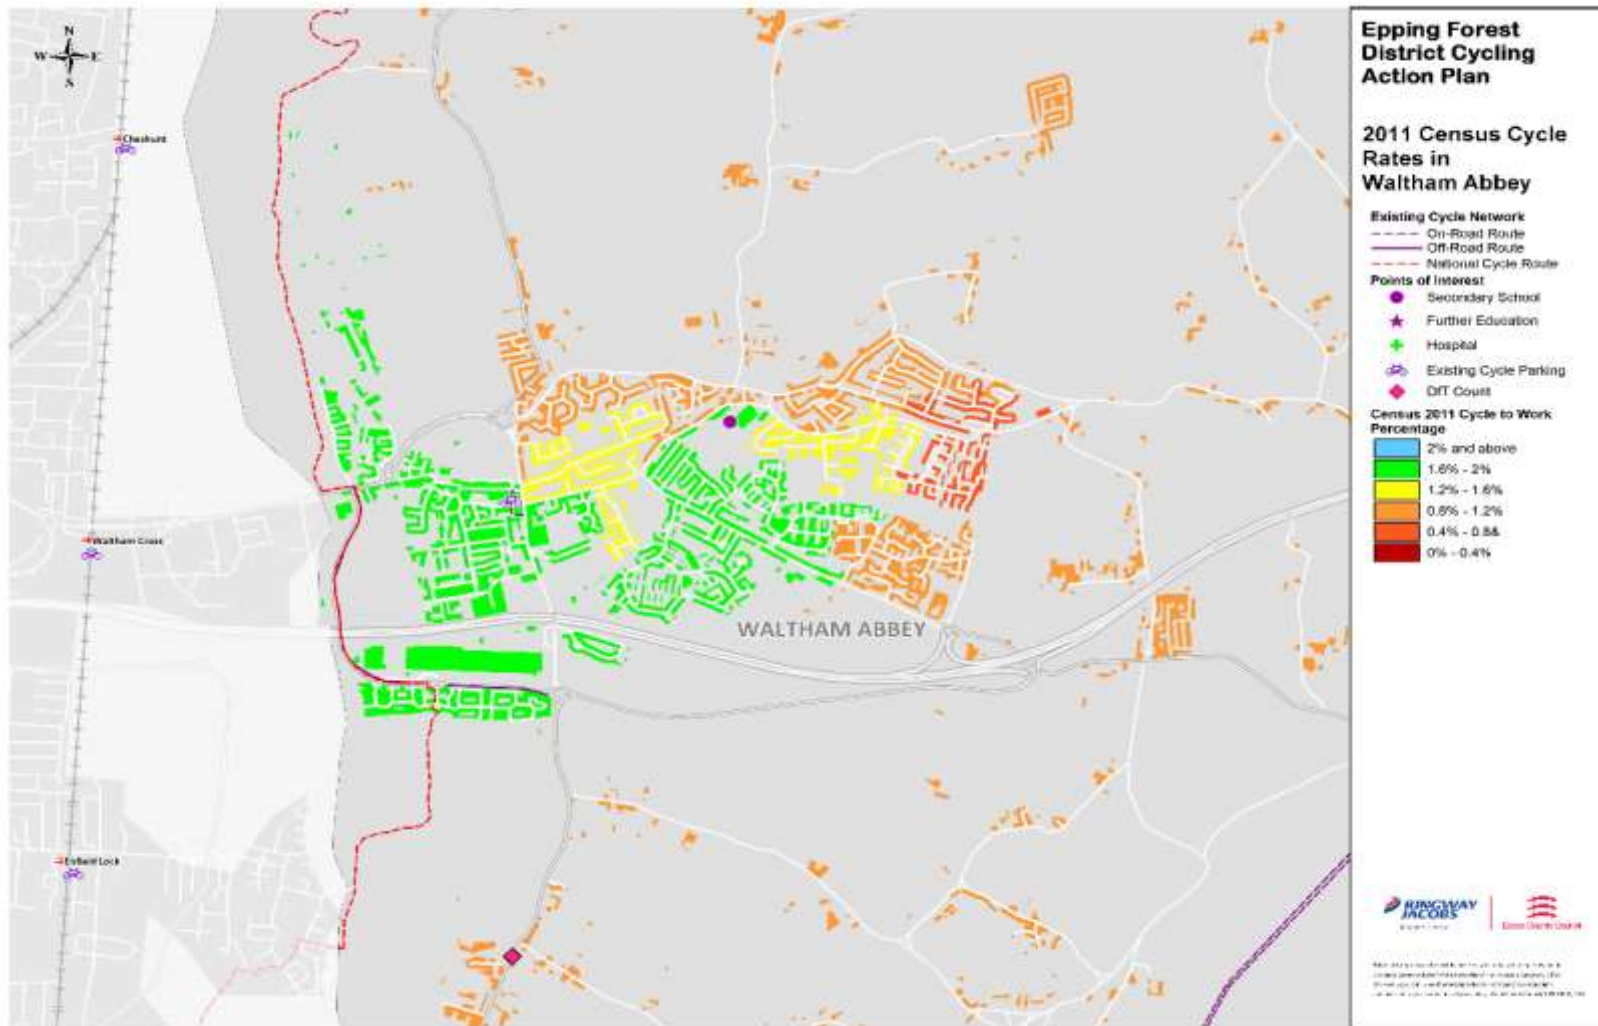 Epping Forest
District Cycling
Action Plan
2011 Census Cycle
Rates in
Waltham Abbey
Existing Cycle Network
On-Road Route
Off-Road Route
National Cycle Route
Points of Interest
Secondary School
Further Education
Hospital
Existing Cycle Parking
DfT Count
Census 2011 Cycle to Work
Percentage
2% and above
1.6% - 2%
1.2% - 1.6%
0.8% - 1.2%
0.4% - 0.8&
0% - 0.4%
N
W E
S
Cheshunt
Waltham Cross
WALTHAM ABBEY
Enfield Lock
RINGWAY
JACOBS
Essex County Council